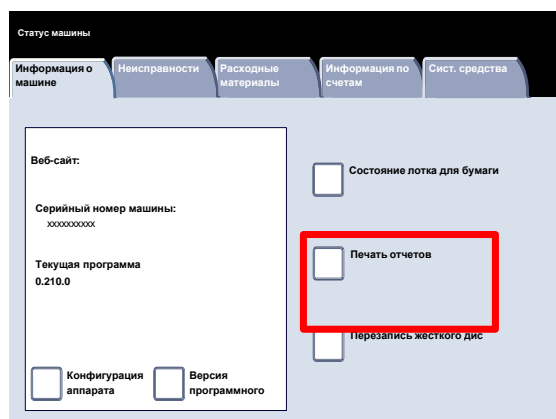 Статус машины
Информация о
машине
Неисправности
Расходные
материалы
Информация по
счетам
Сист. средства
Веб-сайт:
Серийный номер машины:
xxxxxxxxxx
Текущая программа
0.210.0
Конфигурация
аппарата
Версия
программного
Состояние лотка для бумаги
Печать отчетов
Перезапись жесткого дис